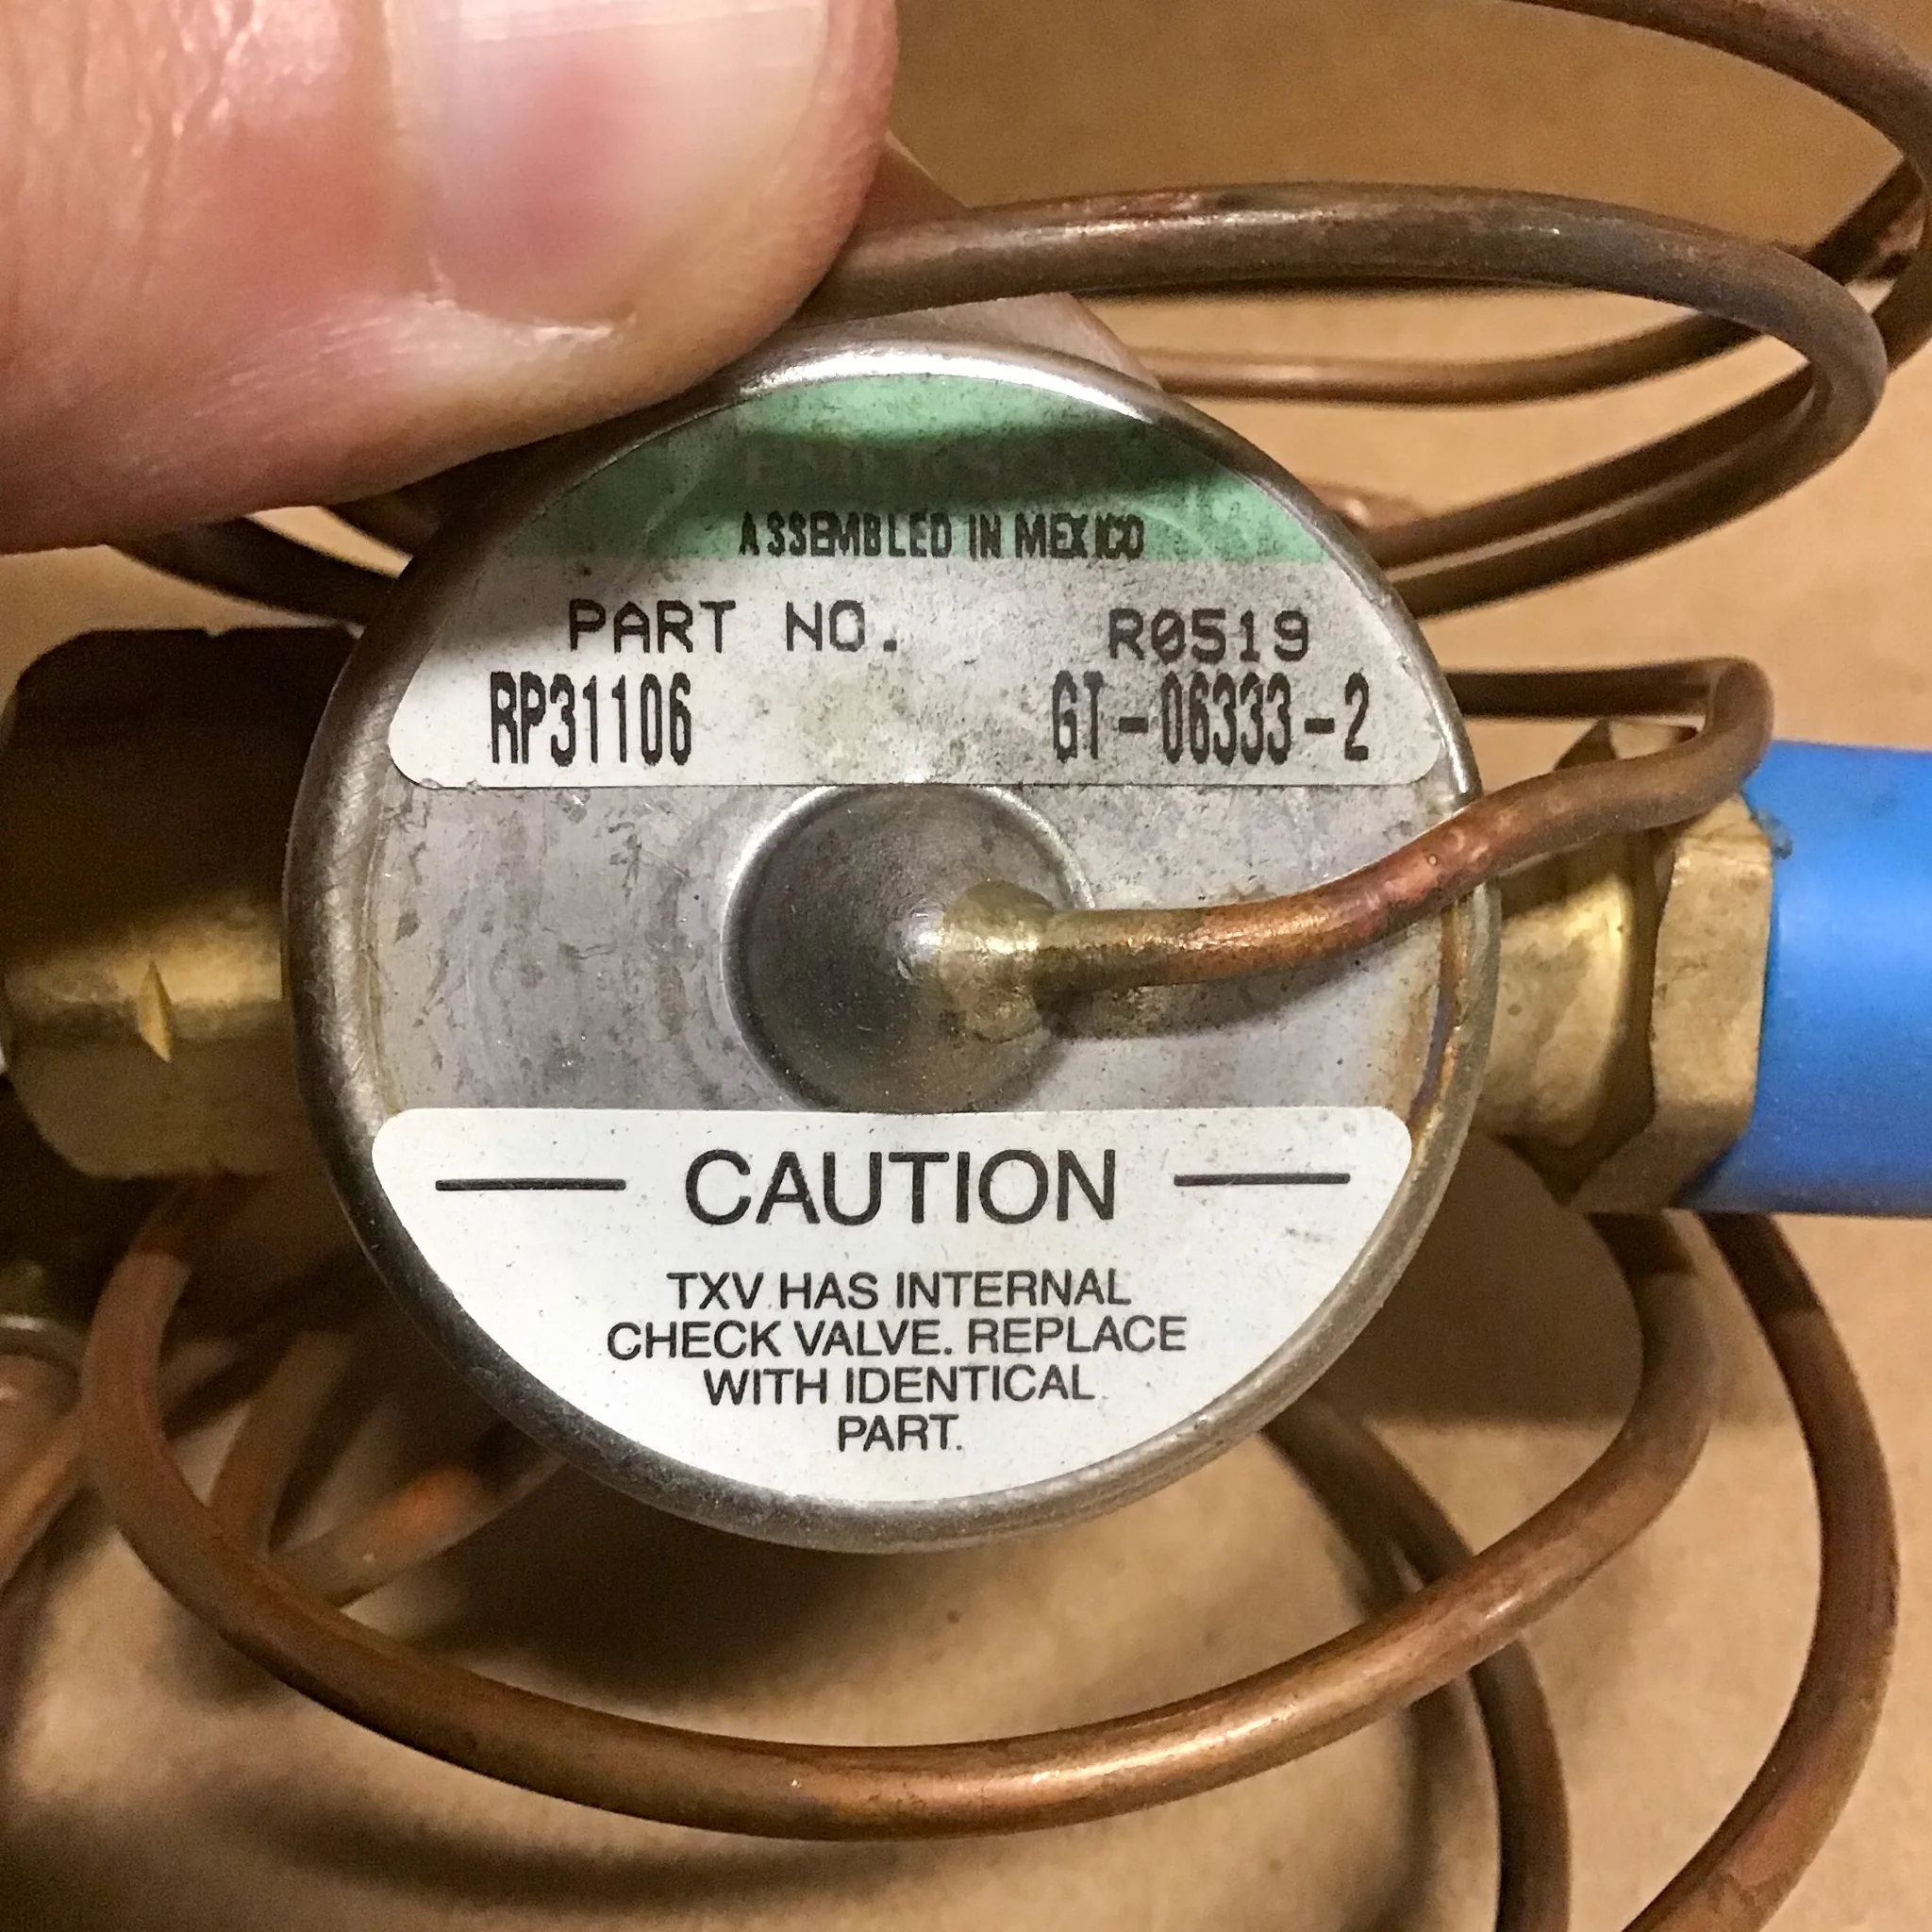 EMERSON
ASSEMBLED IN MEXICO
PART NO. R0519
RP31106 GT-06333-2
CAUTION
TXV HAS INTERNAL
CHECK VALVE. REPLACE
WITH IDENTICAL
PART.